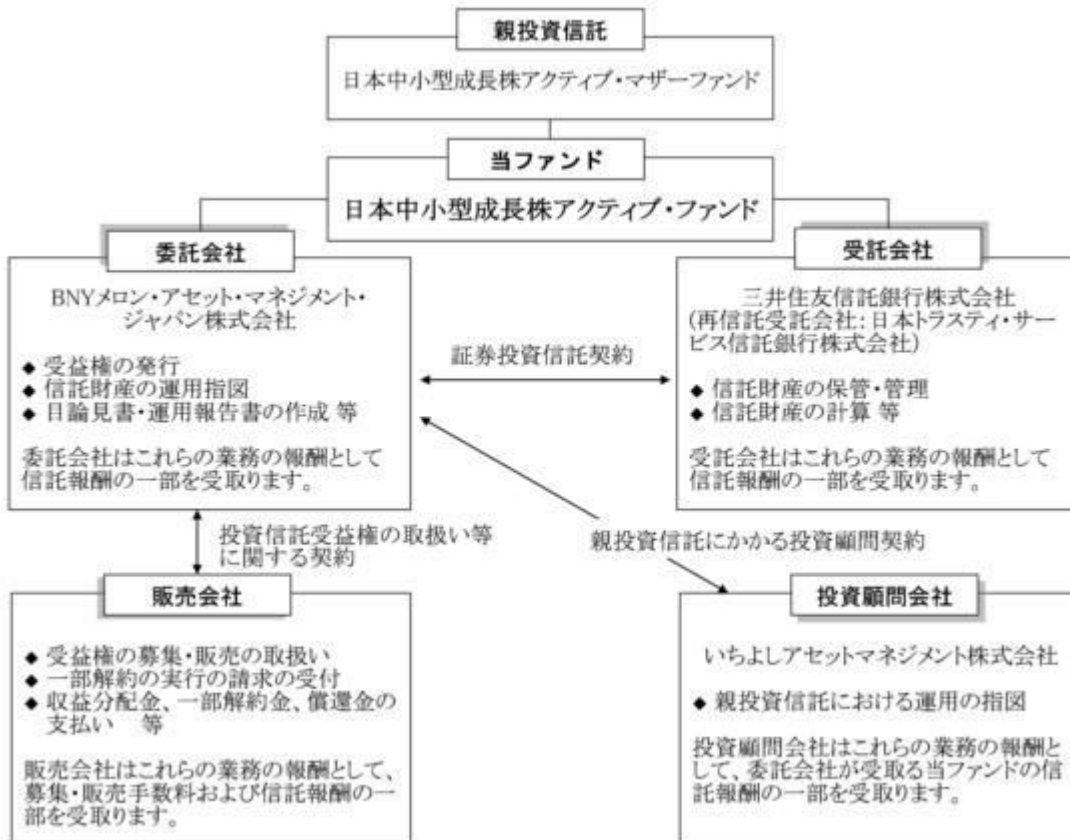 親投資信託
日本中小型成長株アクティブ・マザーファンド
当ファンド
日本中小型成長株アクティブ・ファンド
委託会社
BNYメロン・アセット・マネジメント・
ジャパン株式会社
◆ 受益権の発行
◆ 信託財産の運用指図
◆ 目論見書・運用報告書の作成 等
委託会社はこれらの業務の報酬として
信託報酬の一部を受取ります。
証券投資信託契約
受託会社
三井住友信託銀行株式会社
(再信託受託会社:日本トラスティ・サー
ビス信託銀行株式会社)
◆ 信託財産の保管・管理
◆ 信託財産の計算 等
受託会社はこれらの業務の報酬として
信託報酬の一部を受取ります。
投資信託受益権の取扱い等
に関する契約
親投資信託にかかる投資顧問契約
販売会社
◆ 受益権の募集・販売の取扱い
◆ 一部解約の実行の請求の受付
◆ 収益分配金、一部解約金、償還金の
支払い 等
販売会社はこれらの業務の報酬として、
募集・販売手数料および信託報酬の一
部を受取ります。
投資顧問会社
いちよしアセットマネジメント株式会社
◆ 親投資信託における運用の指図
投資顧問会社はこれらの業務の報酬と
して、委託会社が受取る当ファンドの信
託報酬の一部を受取ります。